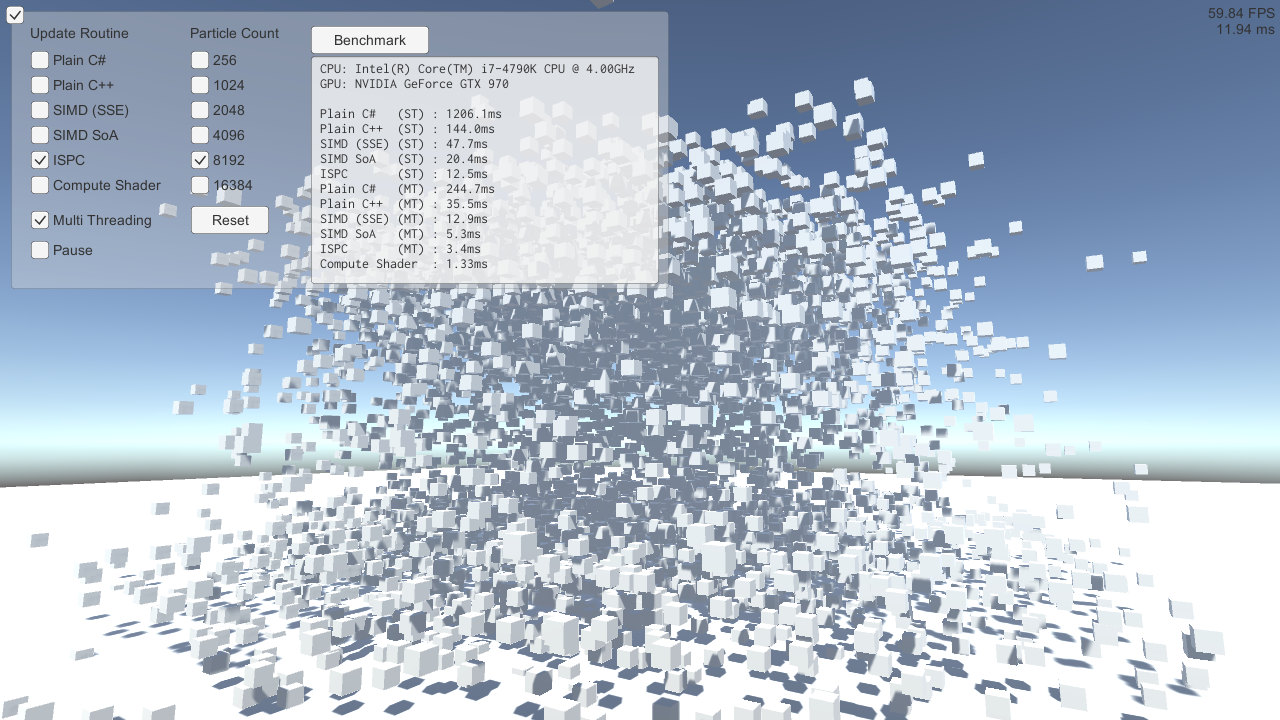 59.84 FPS
11.94 ms
Update Routine
Plain C#
Plain C++
SIMD (SSE)
SIMD SoA
ISPC
Compute Shader
Multi Threading
Pause
Particle Count
256
1024
2048
4096
8192
16384
Reset
Benchmark
CPU: Intel(R) Core(TM) i7-4790K CPU @ 4.00GHz
GPU: NVIDIA GeForce GTX 970
Plain C# (ST) : 1206.1ms
Plain C++ (ST) : 144.0ms
SIMD (SSE) (ST) : 47.7ms
SIMD SoA (ST) : 20.4ms
ISPC (ST) : 12.5ms
Plain C# (MT) : 244.7ms
Plain C++ (MT) : 35.5ms
SIMD (SSE) (MT) : 12.9ms
SIMD SoA (MT) : 5.3ms
ISPC (MT) : 3.4ms
Compute Shader : 1.33ms